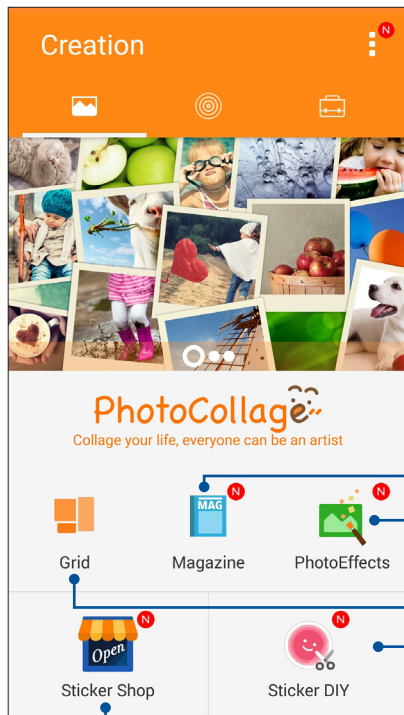 Creation
N
PhotoCollage
Collage your life, everyone can be an artist
MAG
N
N
Grid
Magazine
PhotoEffects
N
N
Open
Sticker Shop
Sticker DIY